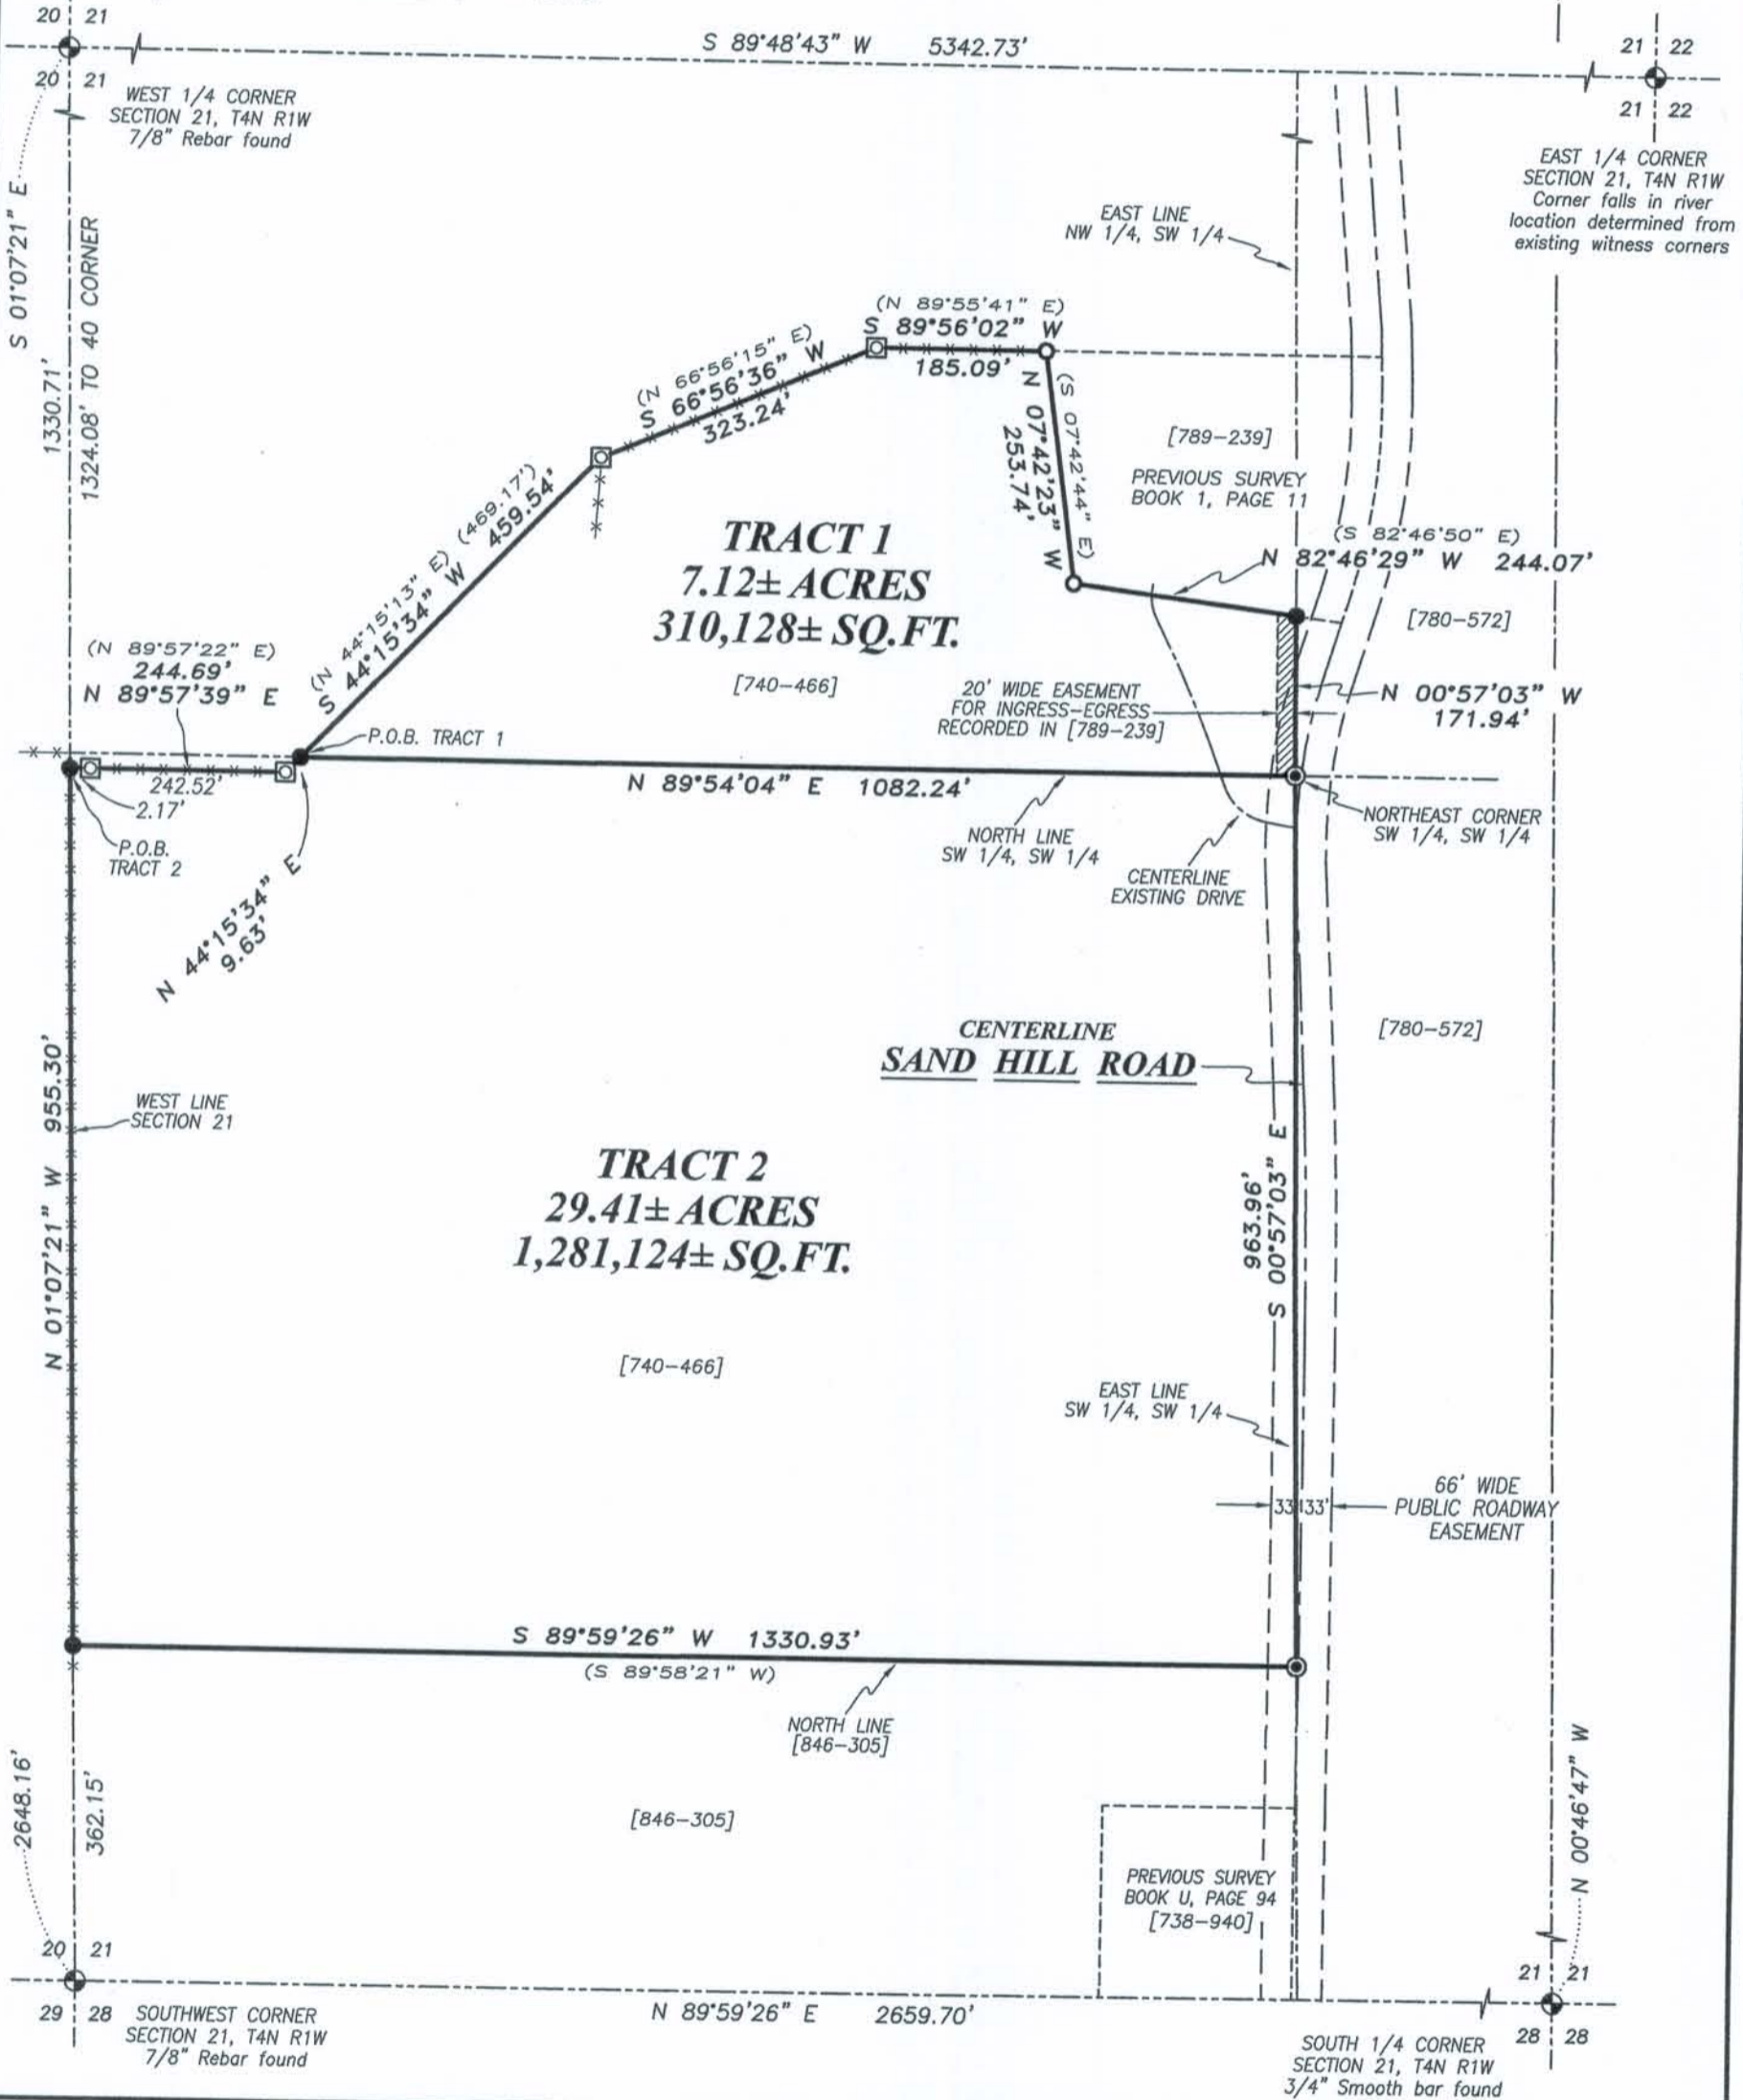 20 21
S 89°48'43" W 5342.73'
21 22
20 21
21 22
WEST 1/4 CORNER
SECTION 21, T4N R1W
7/8" Rebar found
EAST 1/4 CORNER
SECTION 21, T4N R1W
Corner falls in river
location determined from
existing witness corners
S 01°07'21" E
1330.71'
1324.08' TO 40 CORNER
EAST LINE
NW 1/4, SW 1/4
(N 89°55'41" E)
S 89°56'02" W
185.09'
(N 66°56'15" E)
S 66°56'36" W
323.24'
(S 07°42'44" E)
N 07°42'23" W
253.74'
[789-239]
PREVIOUS SURVEY
BOOK 1, PAGE 11
(S 82°46'50" E)
N 82°46'29" W 244.07'
[780-572]
(N 44°15'13" E) (469.17')
S 44°15'34" W 459.54'
TRACT 1
7.12± ACRES
310,128± SQ.FT.
[740-466]
(N 89°57'22" E)
244.69'
N 89°57'39" E
20' WIDE EASEMENT
FOR INGRESS-EGRESS
RECORDED IN [789-239]
N 00°57'03" W
171.94'
P.O.B. TRACT 1
242.52'
2.17'
N 89°54'04" E 1082.24'
P.O.B.
TRACT 2
N 44°15'34" E
9.63'
NORTH LINE
SW 1/4, SW 1/4
NORTHEAST CORNER
SW 1/4, SW 1/4
CENTERLINE
EXISTING DRIVE
[780-572]
CENTERLINE
SAND HILL ROAD
N 01°07'21" W 955.30'
WEST LINE
SECTION 21
TRACT 2
29.41± ACRES
1,281,124± SQ.FT.
963.96'
S 00°57'03" E
[740-466]
EAST LINE
SW 1/4, SW 1/4
33' 33'
66' WIDE
PUBLIC ROADWAY
EASEMENT
S 89°59'26" W 1330.93'
(S 89°58'21" W)
NORTH LINE
[846-305]
2648.16'
362.15'
[846-305]
PREVIOUS SURVEY
BOOK U, PAGE 94
[738-940]
N 00°46'47" W
20 21
21 21
29 28
SOUTHWEST CORNER
SECTION 21, T4N R1W
7/8" Rebar found
N 89°59'26" E 2659.70'
28 28
SOUTH 1/4 CORNER
SECTION 21, T4N R1W
3/4" Smooth bar found